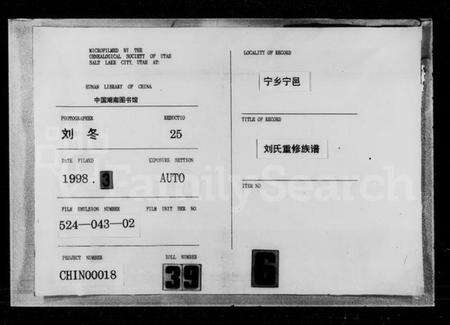 MICROFILMED BY THE
GENEALOGICAL SOCIETY OF UTAH
SALT LAKE CITY, UTAH AT:
HUNAN LIBRARY OF CHINA
中国湖南图书馆
PHOTOGRAPHER REDUCTIO
刘 冬 25
DATE FILMED EXPOSURE SETTION
1998. 3 AUTO
FILM EMULSION NUMBER FILM UNIT SER NO
524—043—02
PROJECT NUMBER ROLL NUMBER
CHIN00018 39
LOCALITY OF RECORD
宁乡宁邑
TITLE OF RECORD
刘氏重修族谱
ITEM NO
6
FamilySearch